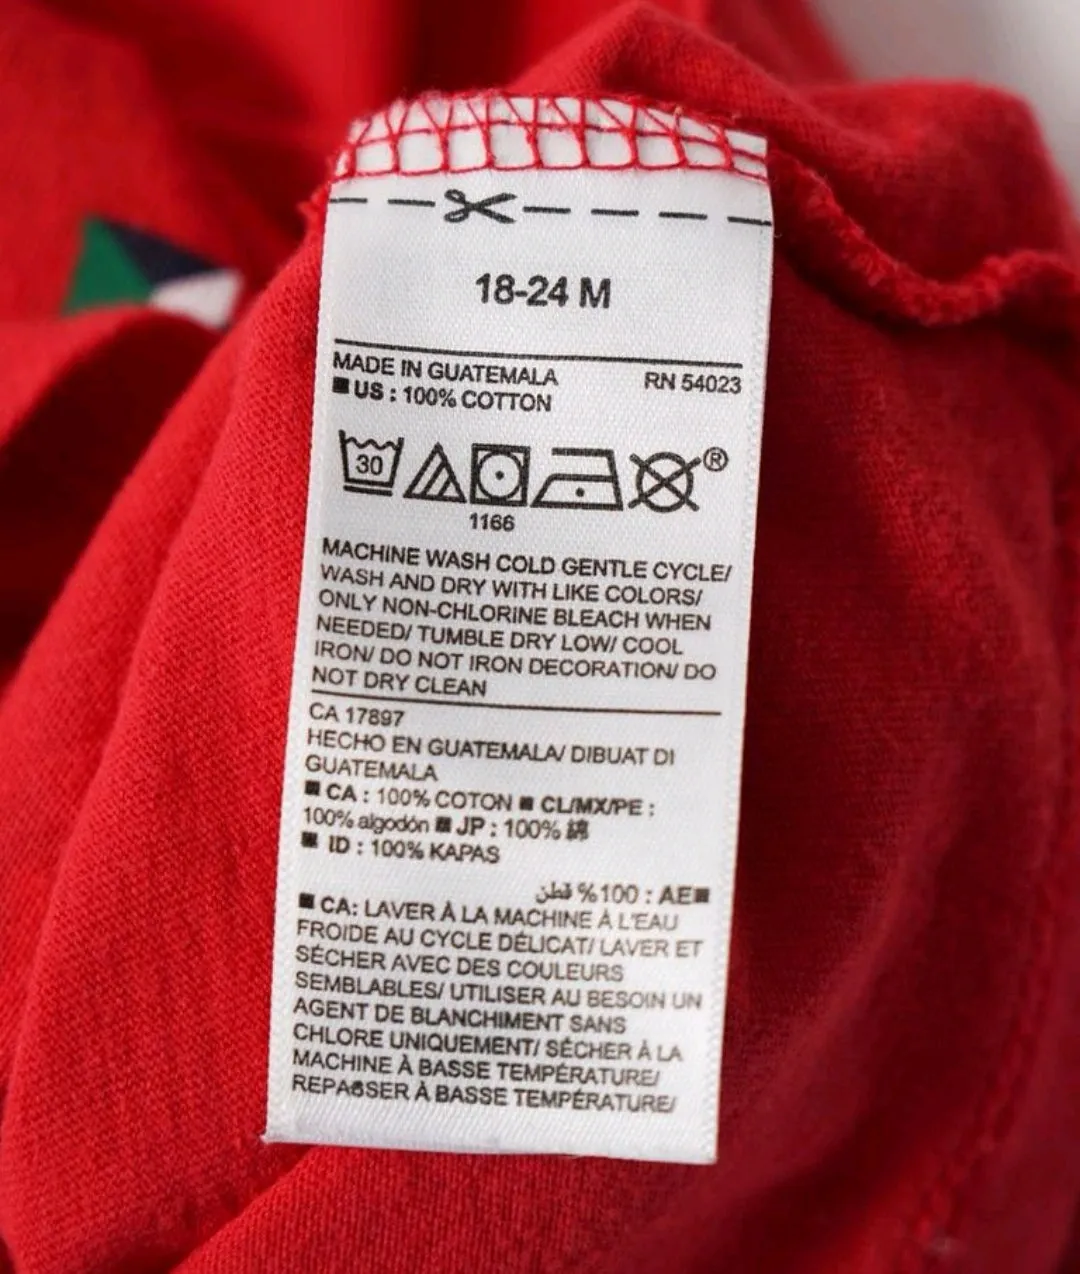 18-24 M
MADE IN GUATEMALA RN 54023
■ US : 100% COTTON
30
®
1166
MACHINE WASH COLD GENTLE CYCLE/
WASH AND DRY WITH LIKE COLORS/
ONLY NON-CHLORINE BLEACH WHEN
NEEDED/ TUMBLE DRY LOW/ COOL
IRON/ DO NOT IRON DECORATION/ DO
NOT DRY CLEAN
CA 17897
HECHO EN GUATEMALA/ DIBUAT DI
GUATEMALA
■ CA : 100% COTON ■ CL/MX/PE :
100% algodón ■ JP : 100% 綿
■ ID : 100% KAPAS
■AE : 100% قطن
■ CA: LAVER À LA MACHINE À L'EAU
FROIDE AU CYCLE DÉLICAT/ LAVER ET
SÉCHER AVEC DES COULEURS
SEMBLABLES/ UTILISER AU BESOIN UN
AGENT DE BLANCHIMENT SANS
CHLORE UNIQUEMENT/ SÉCHER À LA
MACHINE À BASSE TEMPÉRATURE/
REPASSER À BASSE TEMPÉRATURE/